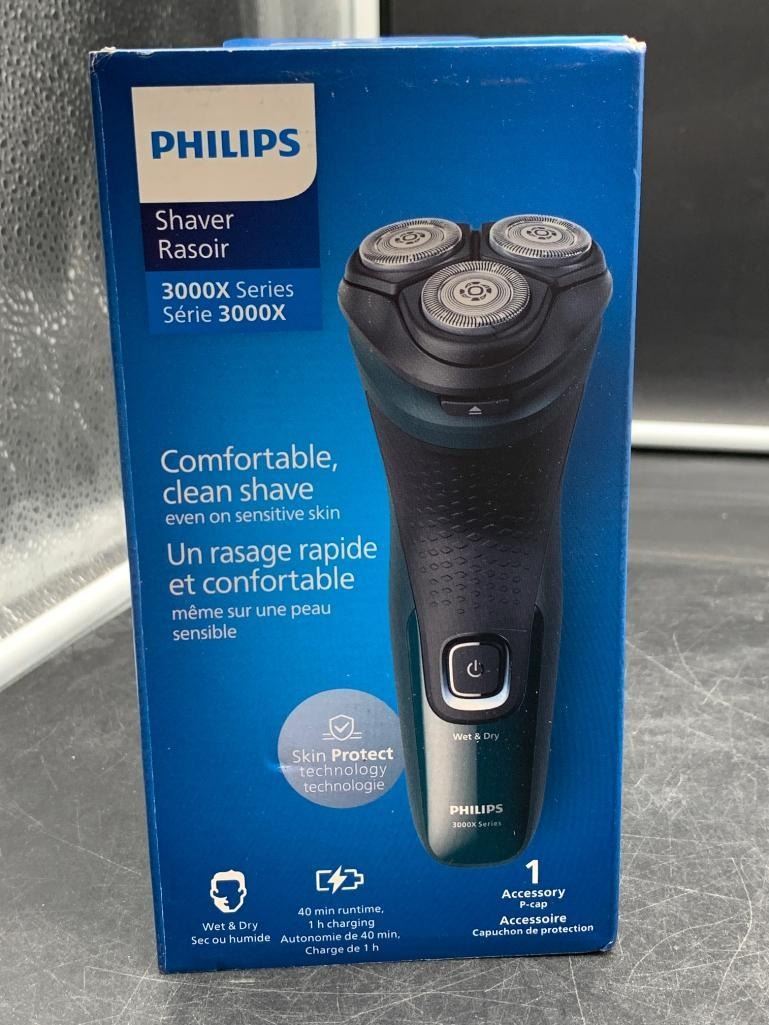 PHILIPS
Shaver
Rasoir
3000X Series
Série 3000X
Comfortable,
clean shave
even on sensitive skin
Un rasage rapide
et confortable
même sur une peau
sensible
Skin Protect
technology
technologie
Wet & Dry
PHILIPS
3000X Series
Wet & Dry
Sec ou humide
40 min runtime,
1 h charging
Autonomie de 40 min,
Charge de 1 h
1
Accessory
P-cap
Accessoire
Capuchon de protection